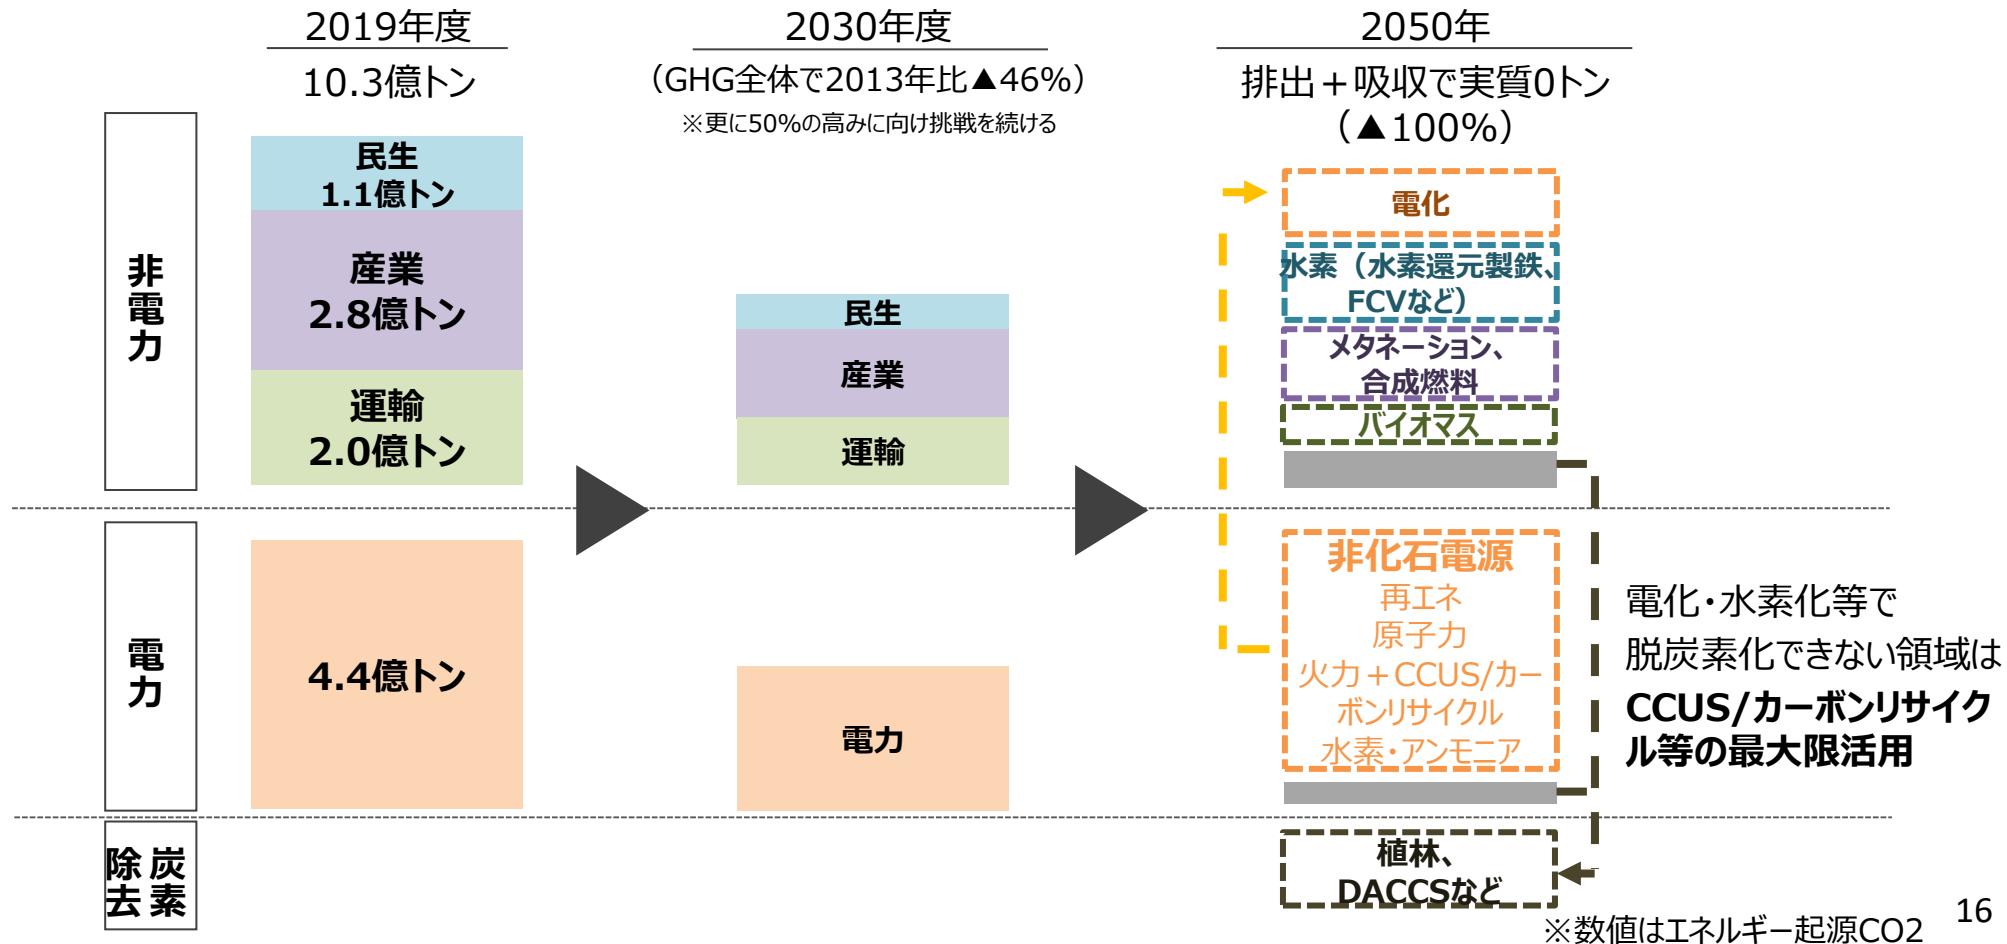 2019年度
10.3億トン
2030年度
（GHG全体で2013年比▲46%）
※更に50%の高みに向け挑戦を続ける
2050年
排出＋吸収で実質0トン
（▲100%）
非電力
民生
1.1億トン
産業
2.8億トン
運輸
2.0億トン
民生
産業
運輸
電化
水素（水素還元製鉄、
FCVなど）
メタネーション、
合成燃料
バイオマス
電力
4.4億トン
電力
非化石電源
再エネ
原子力
火力＋CCUS/カー
ボンリサイクル
水素・アンモニア
電化・水素化等で
脱炭素化できない領域は
CCUS/カーボンリサイク
ル等の最大限活用
炭素
除去
植林、
DACCSなど
※数値はエネルギー起源CO2
16